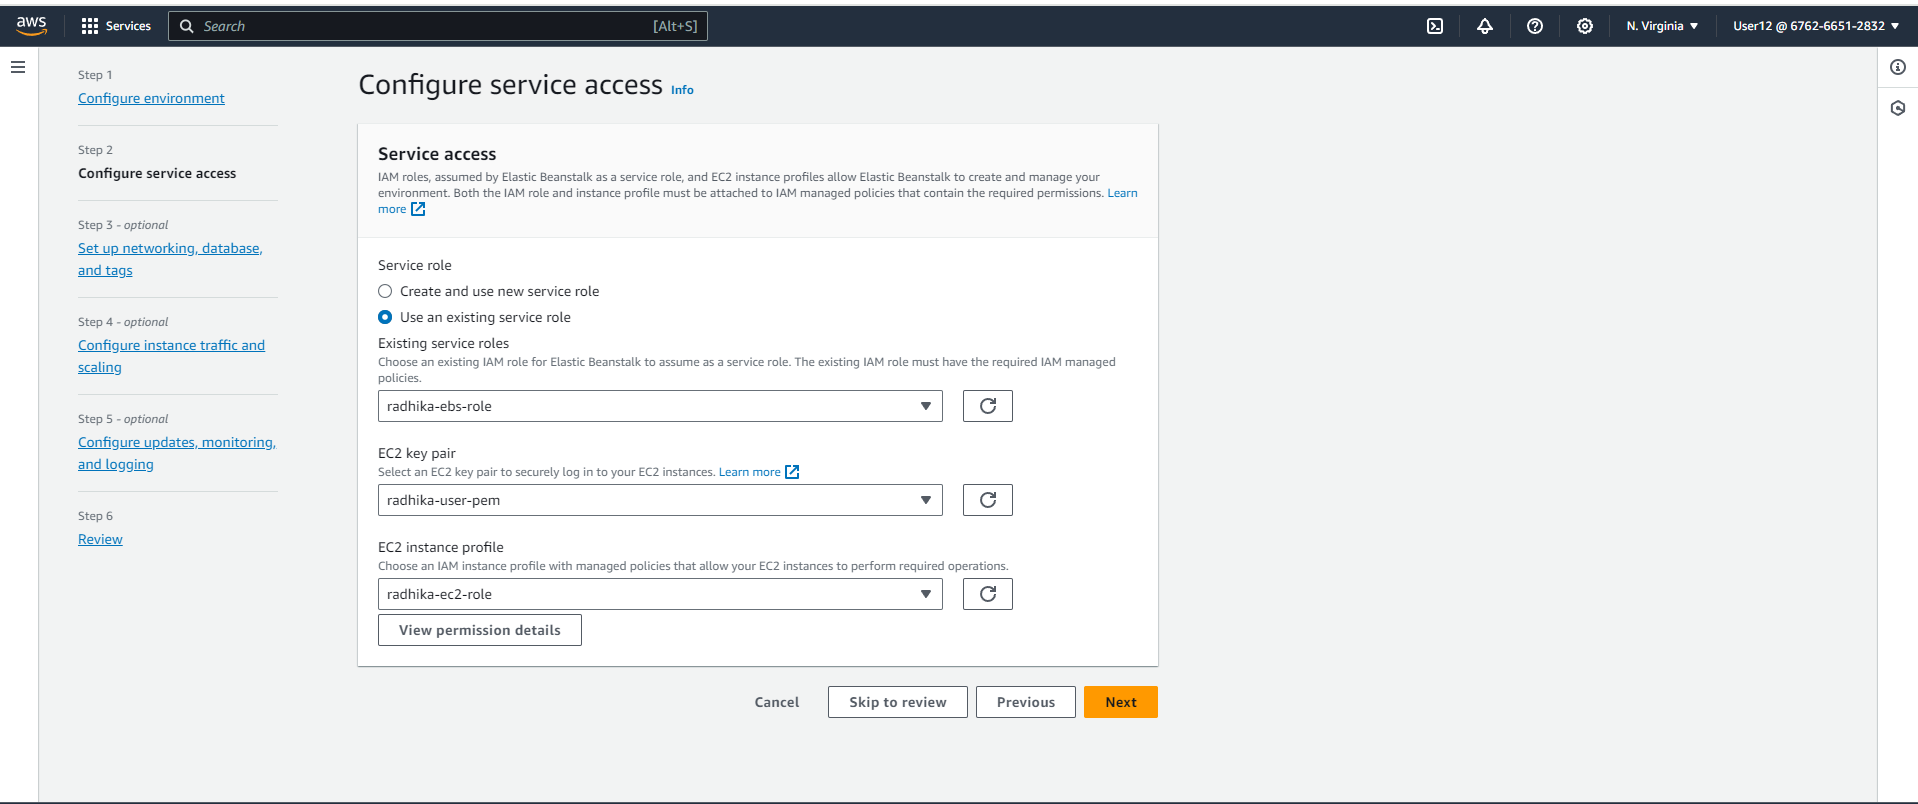 aws
Services
Search
[Alt+S]
N. Virginia
User12 @ 6762-6651-2832
Step 1
Configure environment
Step 2
Configure service access
Step 3 - optional
Set up networking, database,
and tags
Step 4 - optional
Configure instance traffic and
scaling
Step 5 - optional
Configure updates, monitoring,
and logging
Step 6
Review
Configure service access Info
Service access
IAM roles, assumed by Elastic Beanstalk as a service role, and EC2 instance profiles allow Elastic Beanstalk to create and manage your
environment. Both the IAM role and instance profile must be attached to IAM managed policies that contain the required permissions. Learn
more
Service role
Create and use new service role
Use an existing service role
Existing service roles
Choose an existing IAM role for Elastic Beanstalk to assume as a service role. The existing IAM role must have the required IAM managed
policies.
radhika-ebs-role
EC2 key pair
Select an EC2 key pair to securely log in to your EC2 instances. Learn more
radhika-user-pem
EC2 instance profile
Choose an IAM instance profile with managed policies that allow your EC2 instances to perform required operations.
radhika-ec2-role
View permission details
Cancel
Skip to review
Previous
Next